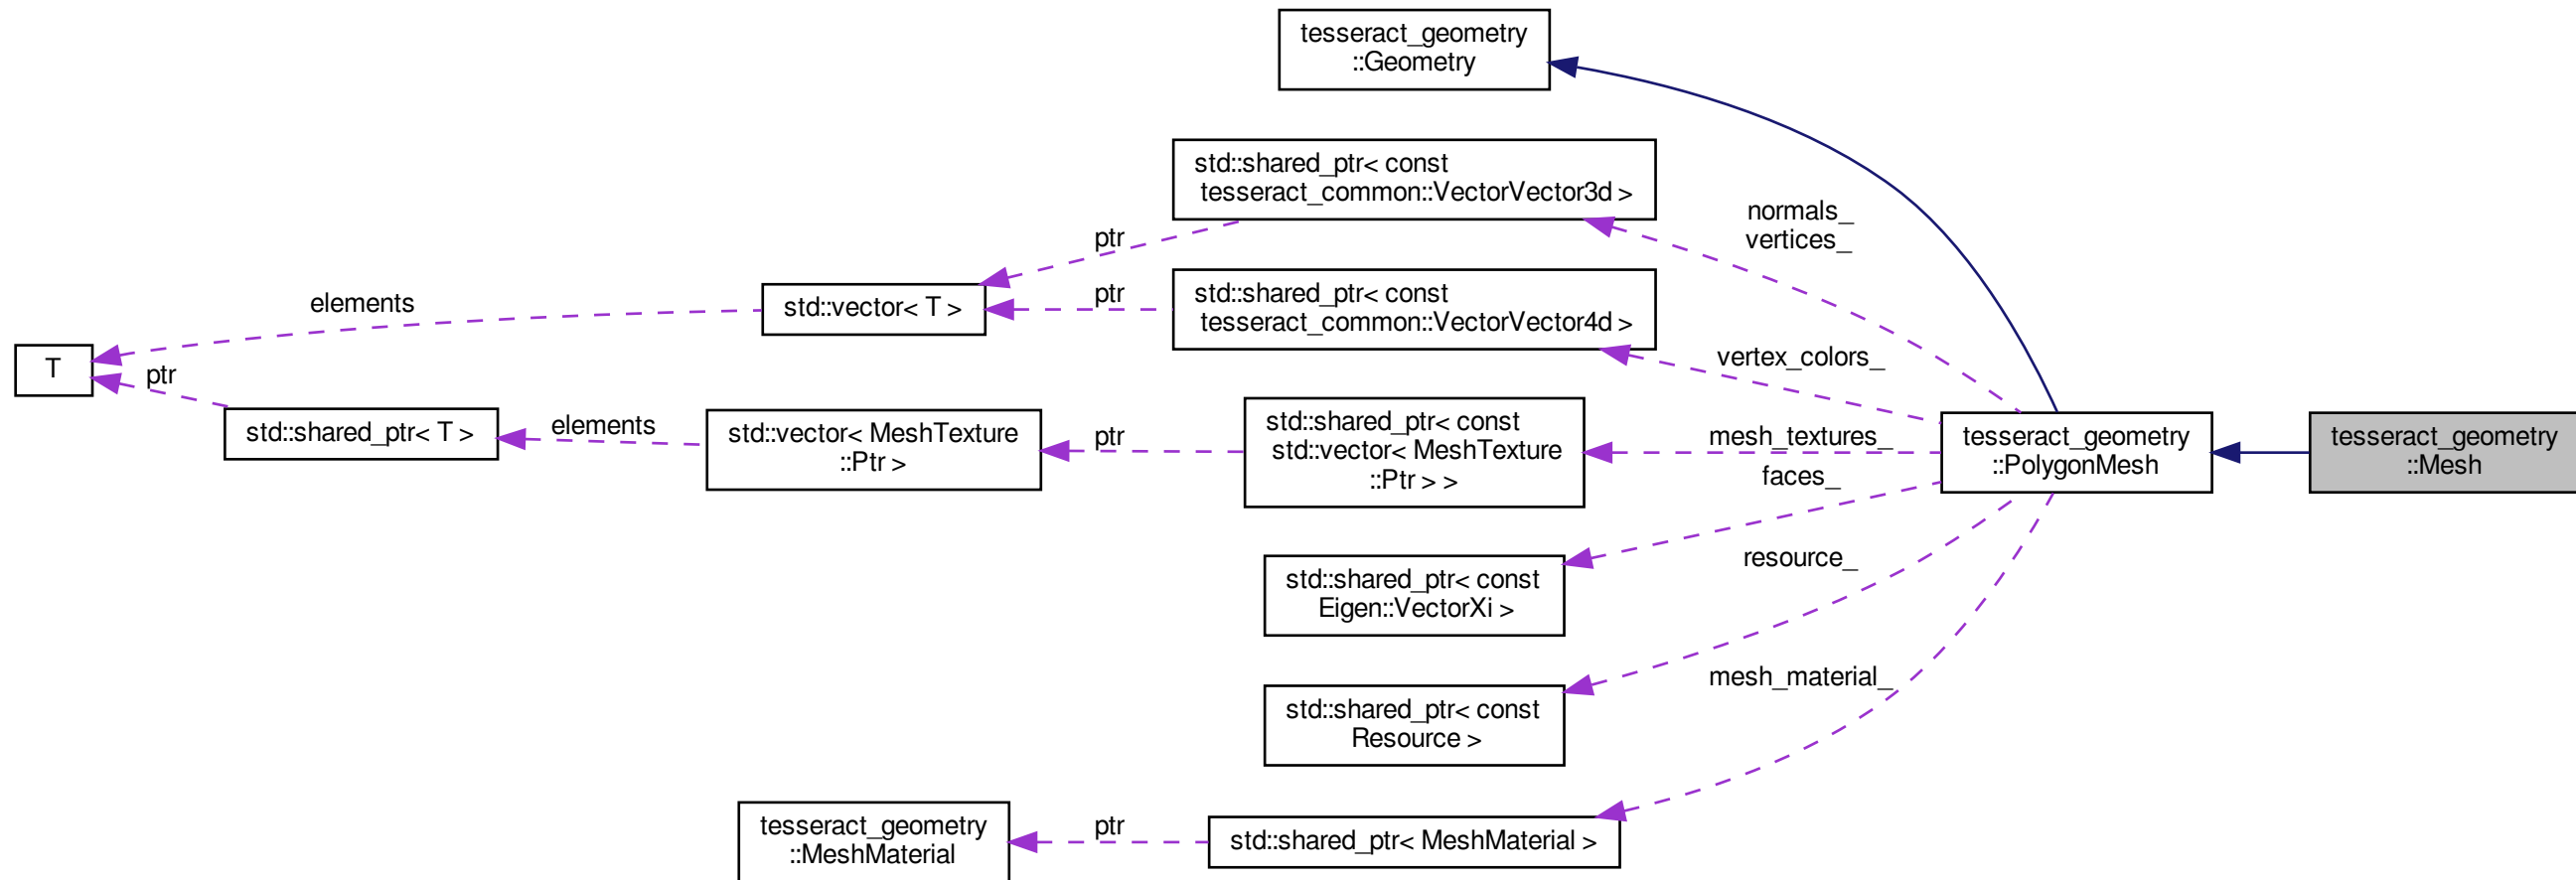 tesseract_geometry
::Geometry
std::shared_ptr< const
tesseract_common::VectorVector3d >
normals_
vertices_
ptr
std::shared_ptr< const
tesseract_common::VectorVector4d >
ptr
std::vector< T >
elements
vertex_colors_
T
ptr
std::shared_ptr< T >
elements
std::vector< MeshTexture
::Ptr >
ptr
std::shared_ptr< const
std::vector< MeshTexture
::Ptr > >
mesh_textures_
faces_
tesseract_geometry
::PolygonMesh
tesseract_geometry
::Mesh
std::shared_ptr< const
Eigen::VectorXi >
resource_
std::shared_ptr< const
Resource >
mesh_material_
tesseract_geometry
::MeshMaterial
ptr
std::shared_ptr< MeshMaterial >